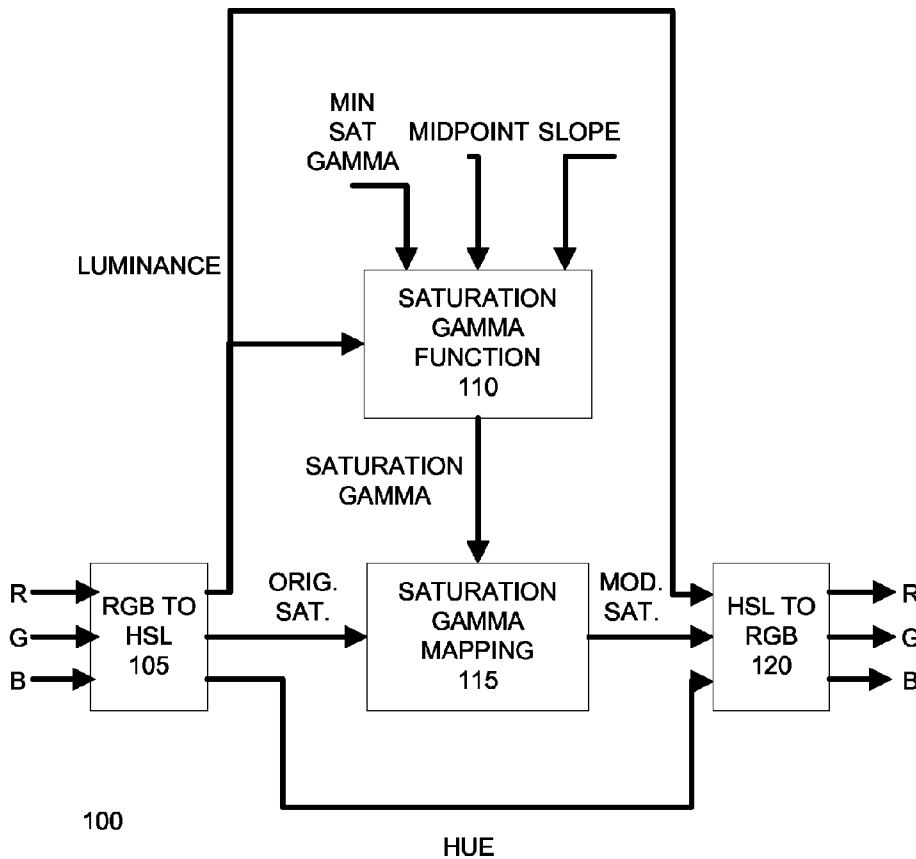 MIN
SAT
GAMMA
MIDPOINT SLOPE
LUMINANCE
SATURATION
GAMMA
FUNCTION
110
SATURATION
GAMMA
R
G
B
RGB TO
HSL
105
ORIG.
SAT.
SATURATION
GAMMA
MAPPING
115
MOD.
SAT.
HSL TO
RGB
120
R
G
B
100
HUE